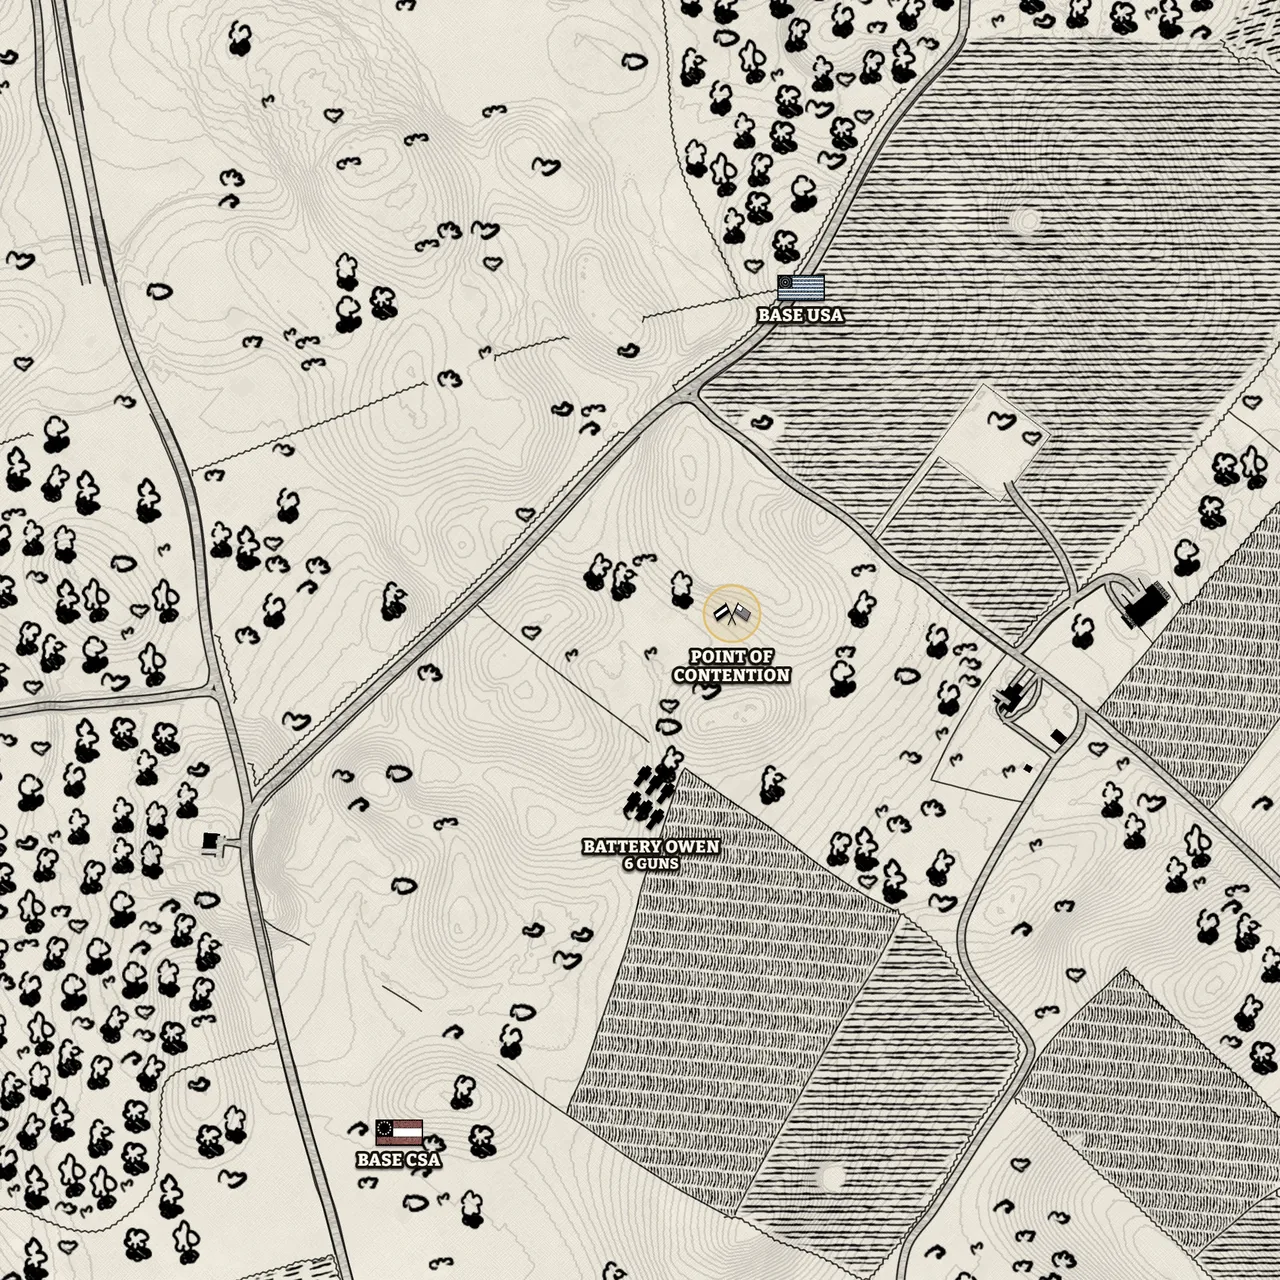 BASE USA
POINT OF
CONTENTION
BATTERY OWEN
6 GUNS
BASE CSA